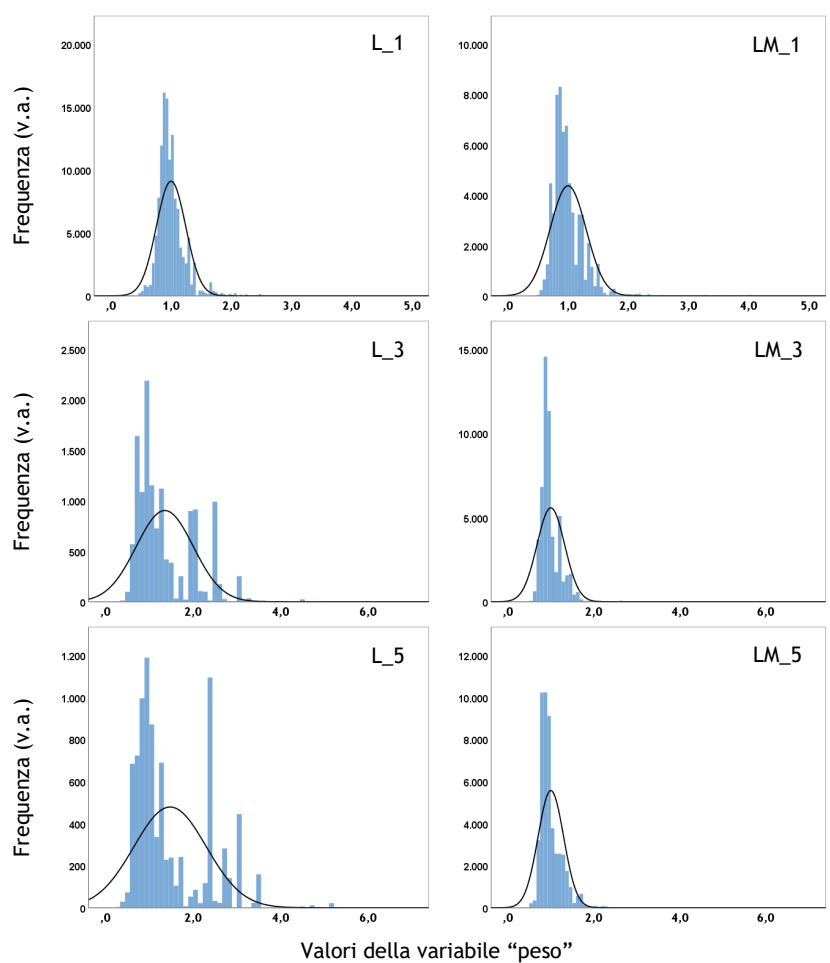 L_1
20.000
15.000
10.000
5.000
0
,0 1,0 2,0 3,0 4,0 5,0
Frequenza (v.a.)
LM_1
10.000
8.000
6.000
4.000
2.000
0
,0 1,0 2,0 3,0 4,0 5,0
L_3
2.500
2.000
1.500
1.000
500
0
,0 2,0 4,0 6,0
Frequenza (v.a.)
LM_3
15.000
10.000
5.000
0
,0 2,0 4,0 6,0
L_5
1.200
1.000
800
600
400
200
0
,0 2,0 4,0 6,0
Frequenza (v.a.)
LM_5
12.000
10.000
8.000
6.000
4.000
2.000
0
,0 2,0 4,0 6,0
Valori della variabile “peso”